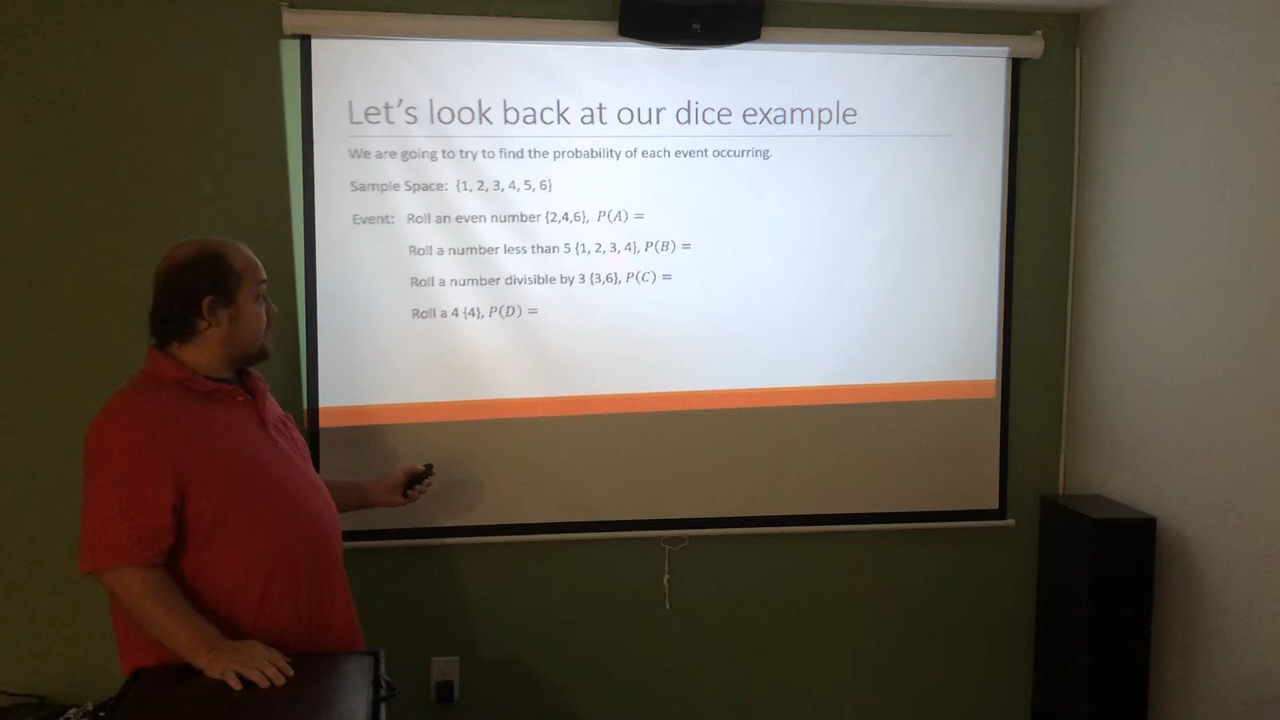 Let's look back at our dice example
We are going to try to find the probability of each event occurring.
Sample Space: {1, 2, 3, 4, 5, 6}
Event: Roll an even number {2,4,6}, P(A) =
Roll a number less than 5 {1, 2, 3, 4}, P(B) =
Roll a number divisible by 3 {3,6}, P(C) =
Roll a 4 {4}, P(D) =